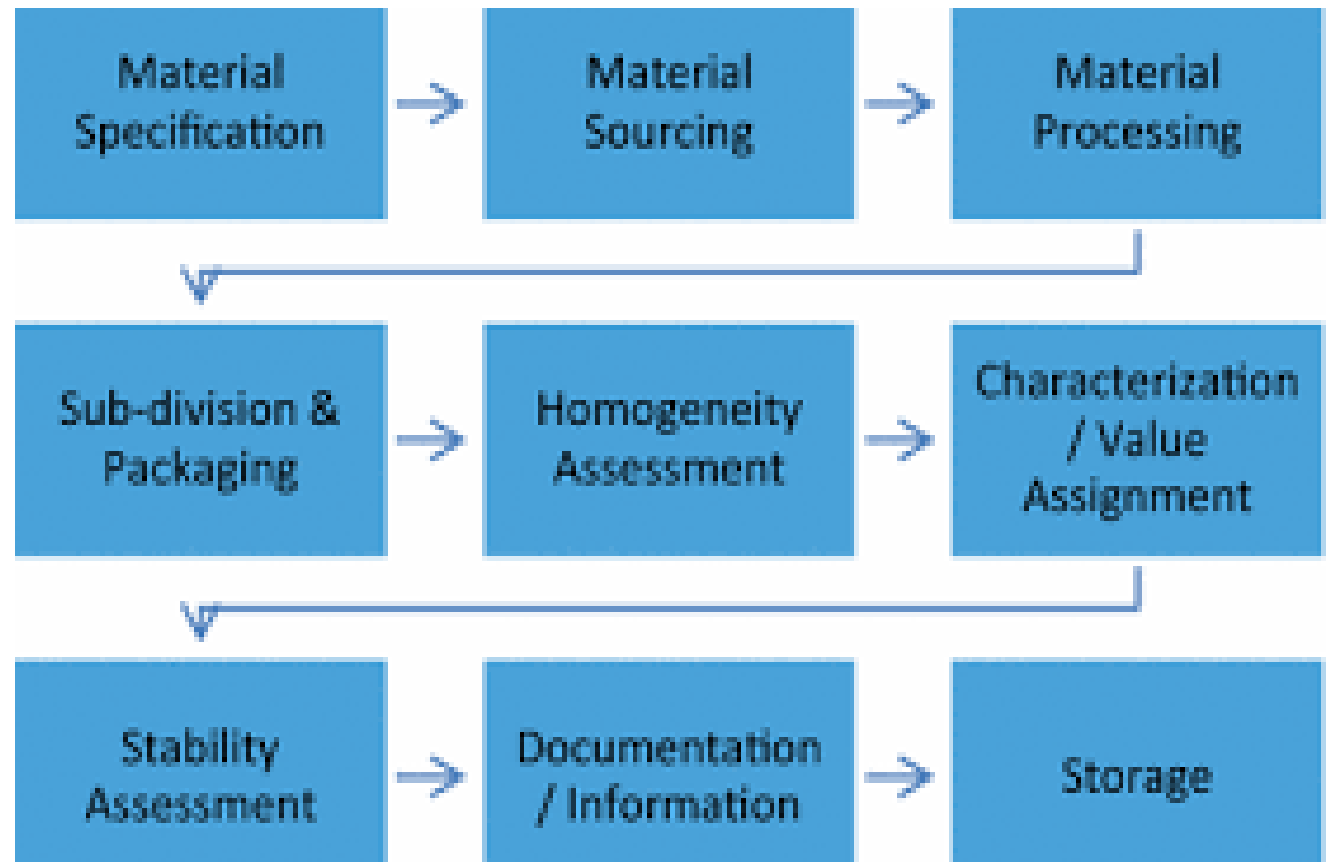 Material
Specification
Material
Sourcing
Material
Processing
Sub-division &
Packaging
Homogeneity
Assessment
Characterization
/ Value
Assignment
Stability
Assessment
Documentation
/ Information
Storage